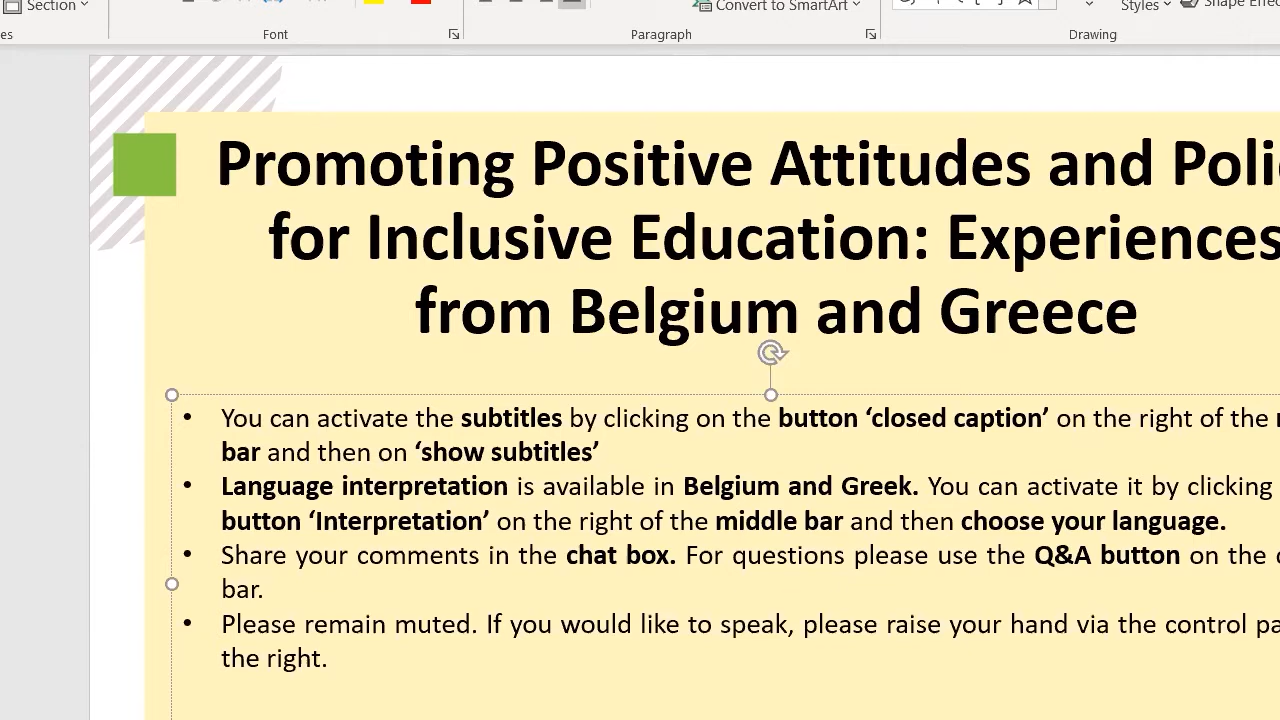 Section
Convert to SmartArt
Styles
Shape
Font
Paragraph
Drawing
Promoting Positive Attitudes and
for Inclusive Education: Experiences
from Belgium and Greece
• You can activate the subtitles by clicking on the button ‘closed caption’ on the right of the
bar and then on ‘show subtitles’
• Language interpretation is available in Belgium and Greek. You can activate it by clicking
button ‘Interpretation’ on the right of the middle bar and then choose your language.
• Share your comments in the chat box. For questions please use the Q&A button on the
bar.
• Please remain muted. If you would like to speak, please raise your hand via the control
the right.